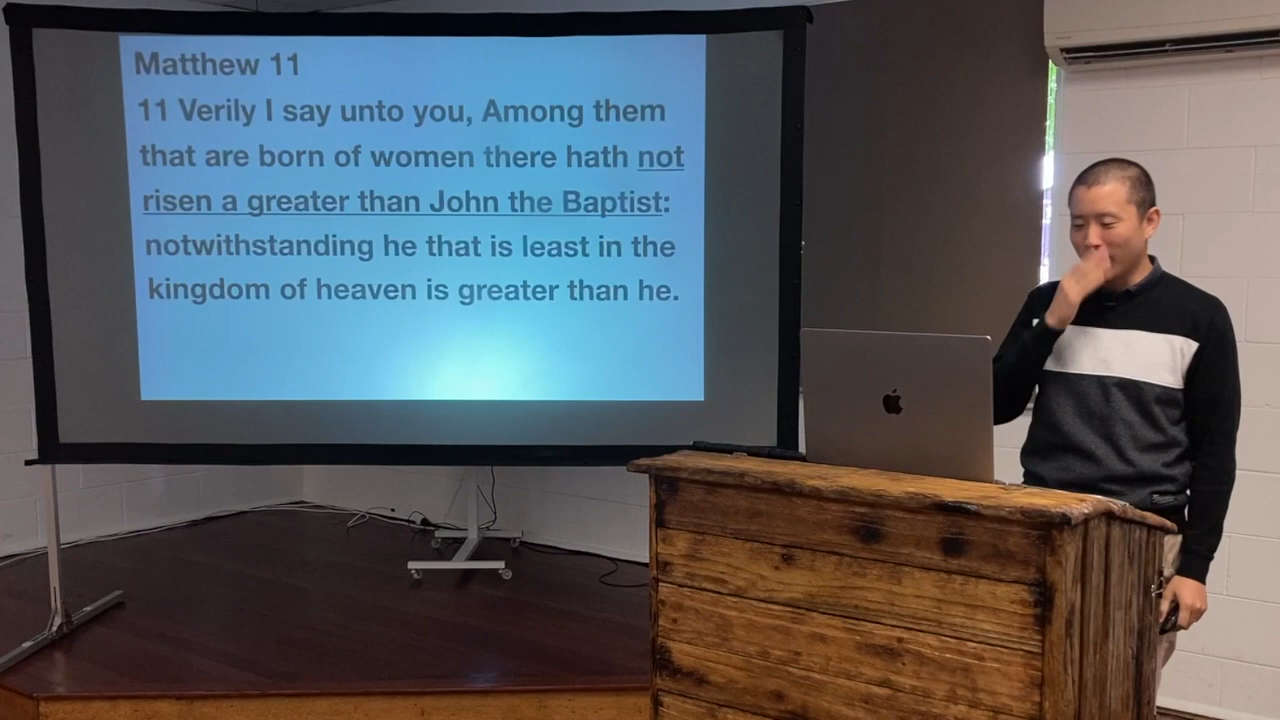 Matthew 11
11 Verily I say unto you, Among them
that are born of women there hath not
risen a greater than John the Baptist:
notwithstanding he that is least in the
kingdom of heaven is greater than he.